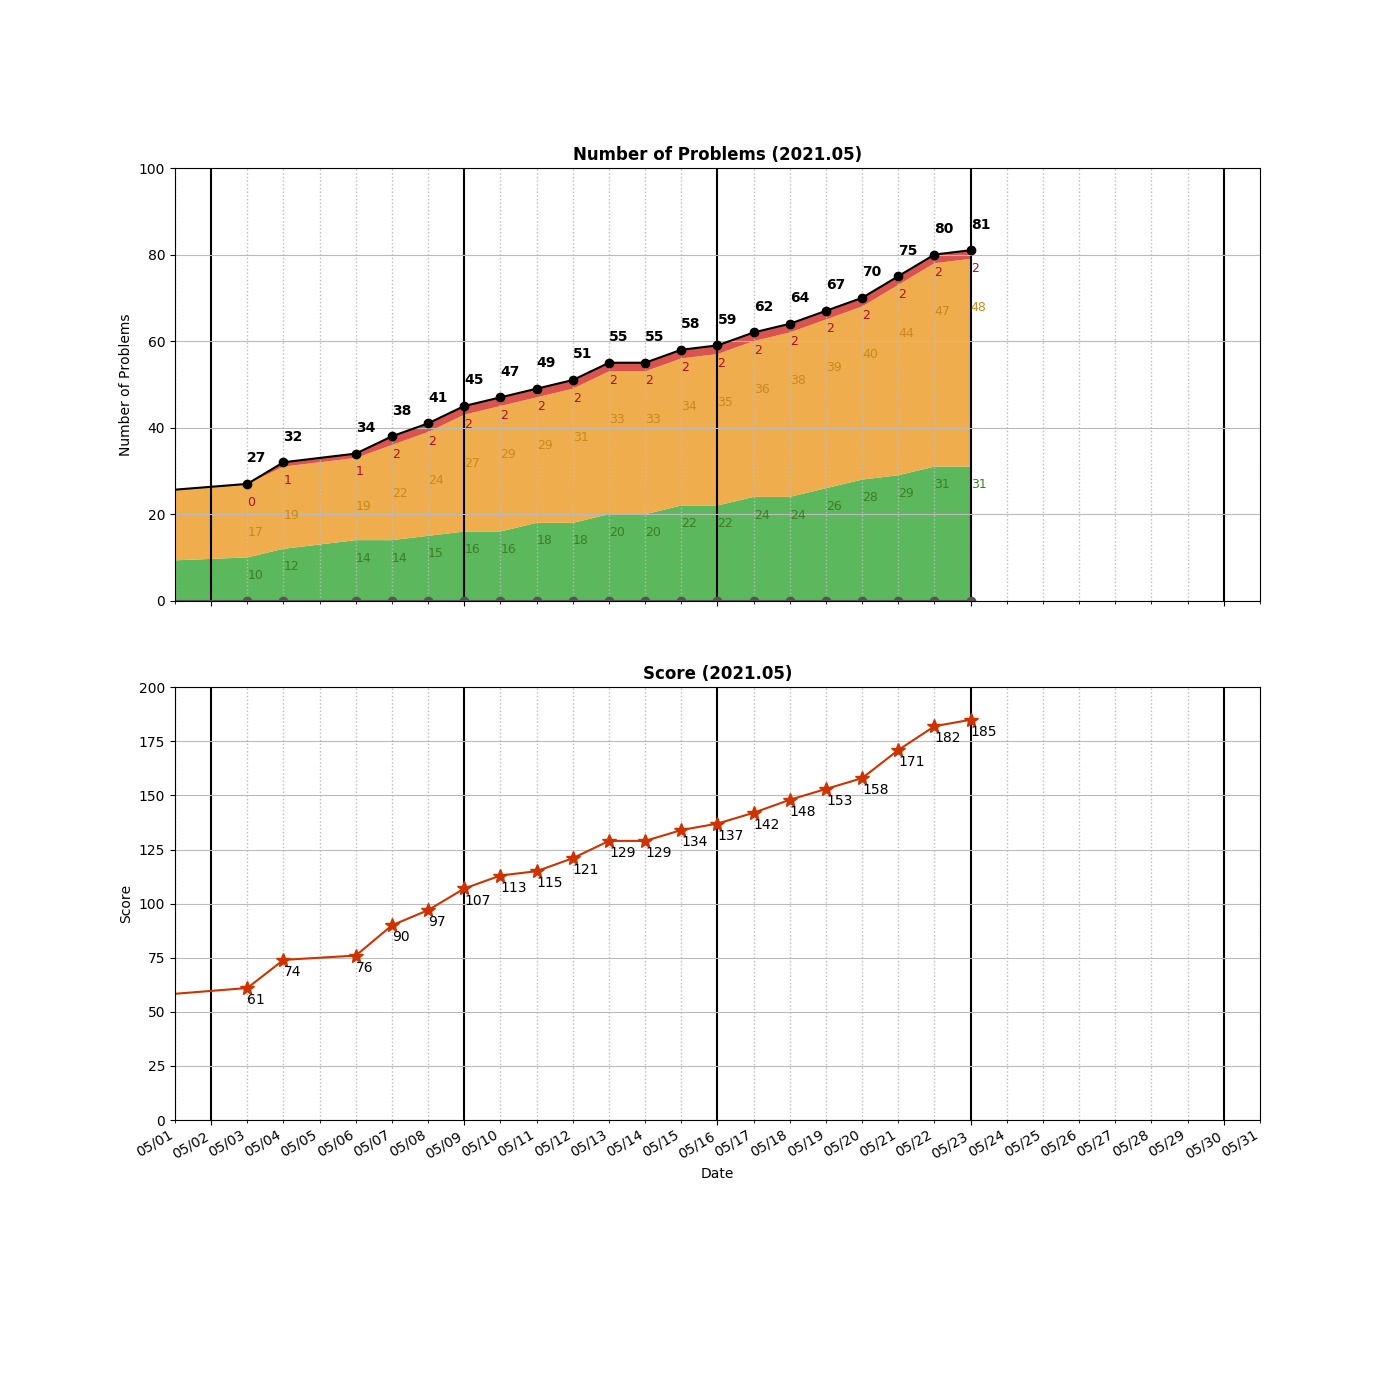 Number of Problems (2021.05)
Number of Problems
100
80
60
40
20
0
27 32 34 38 41 45 47 49 51 55 55 58 59 62 64 67 70 75 80 81
0 1 1 2 2 2 2 2 2 2 2 2 2 2 2 2 2 2 2 2
17 19 19 22 24 27 29 29 31 33 33 34 35 36 38 39 40 44 47 48
10 12 14 14 15 16 16 18 18 20 20 22 22 24 24 26 28 29 31 31
Score (2021.05)
Score
200
175
150
125
100
75
50
25
0
61 74 76 90 97 107 113 115 121 129 129 134 137 142 148 153 158 171 182 185
05/01 05/02 05/03 05/04 05/05 05/06 05/07 05/08 05/09 05/10 05/11 05/12 05/13 05/14 05/15 05/16 05/17 05/18 05/19 05/20 05/21 05/22 05/23 05/24 05/25 05/26 05/27 05/28 05/29 05/30 05/31
Date